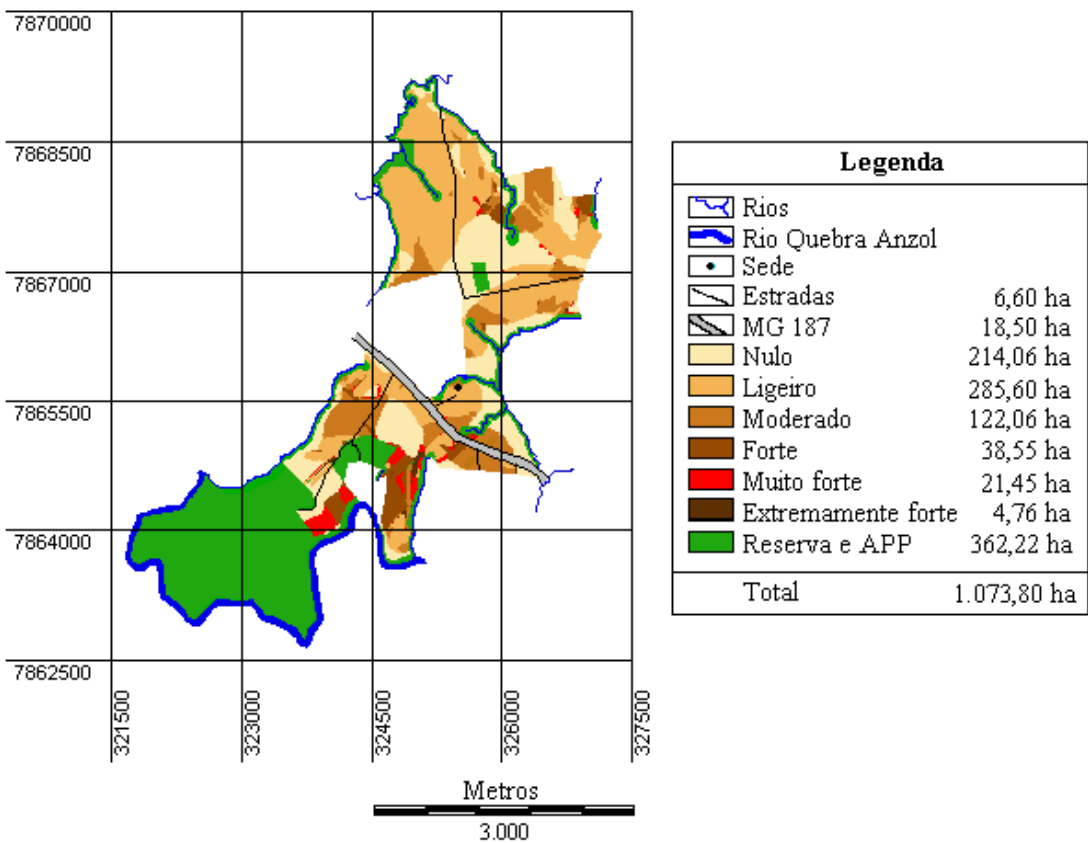 7870000
7868500
7867000
7865500
7864000
7862500
321500
323000
324500
326000
327500
Metros
3.000
Legenda
Rios
Rio Quebra Anzol
Sede
Estradas 6,60 ha
MG 187 18,50 ha
Nulo 214,06 ha
Ligeiro 285,60 ha
Moderado 122,06 ha
Forte 38,55 ha
Muito forte 21,45 ha
Extremamente forte 4,76 ha
Reserva e APP 362,22 ha
Total 1.073,80 ha